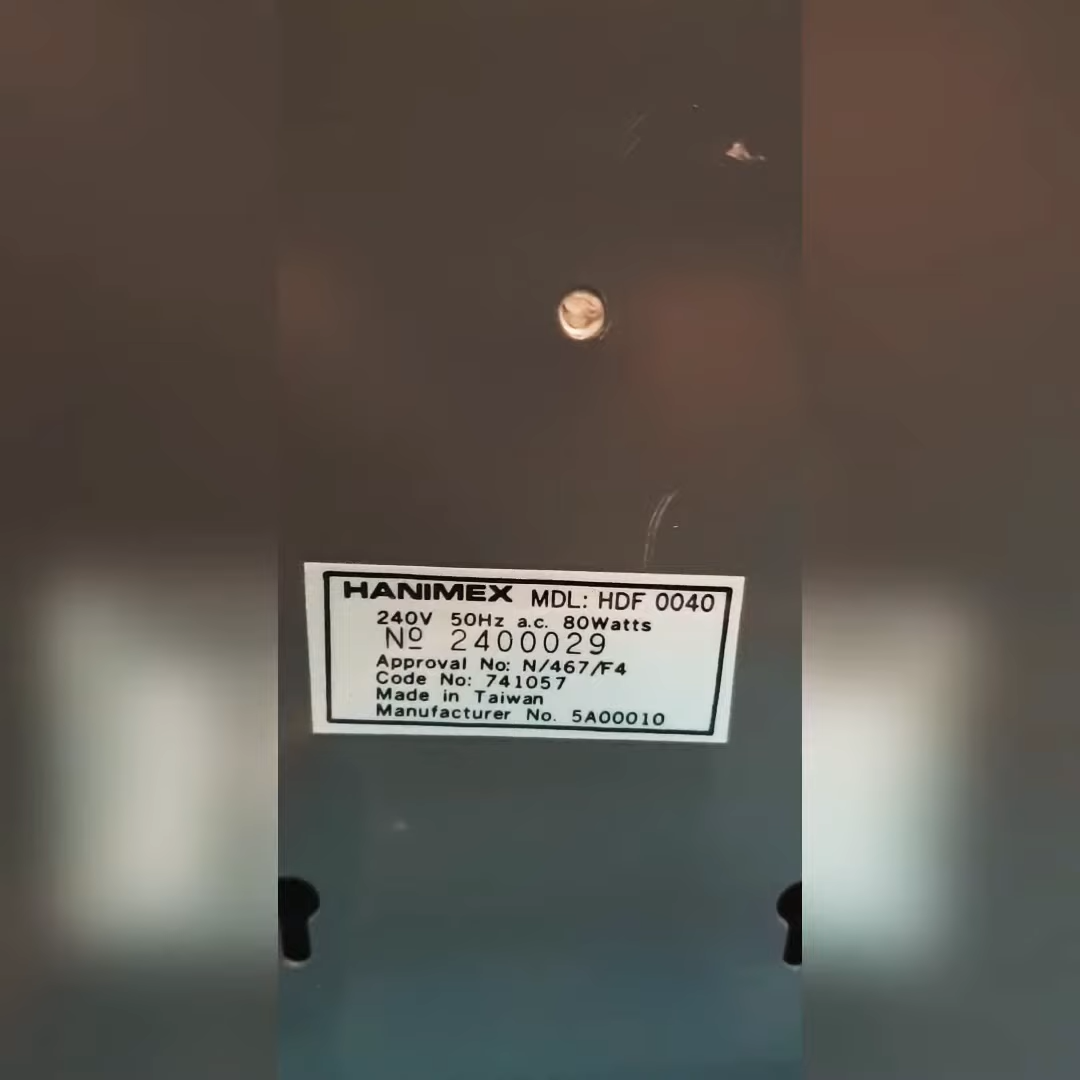 HANIMEX MDL: HDF 0040
240V 50Hz a.c. 80Watts
Nº 2400029
Approval No: N/467/F4
Code No: 741057
Made in Taiwan
Manufacturer No. 5A00010